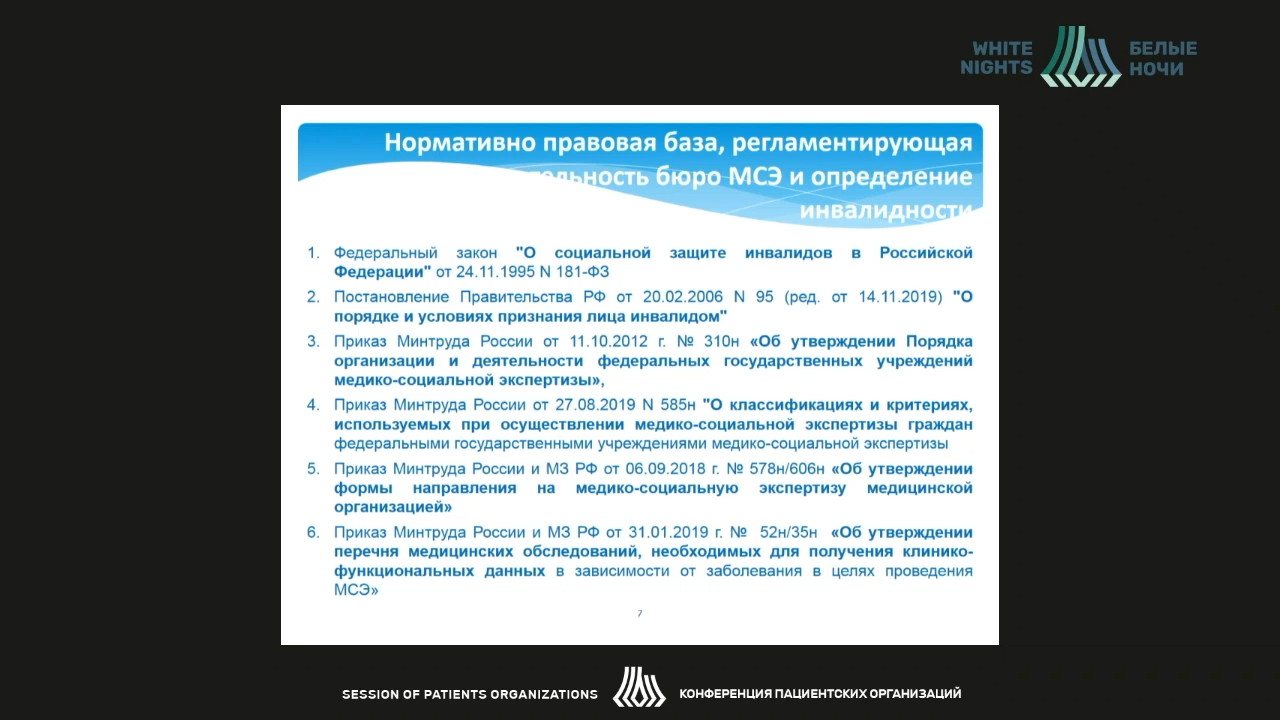 WHITE NIGHTS
БЕЛЫЕ НОЧИ
Нормативно правовая база, регламентирующая
бюро МСЭ и определение
инвалидности
1. Федеральный закон "О социальной защите инвалидов в Российской
Федерации" от 24.11.1995 N 181-ФЗ
2. Постановление Правительства РФ от 20.02.2006 N 95 (ред. от 14.11.2019) "О
порядке и условиях признания лица инвалидом"
3. Приказ Минтруда России от 11.10.2012 г. № 310н «Об утверждении Порядка
организации и деятельности федеральных государственных учреждений
медико-социальной экспертизы»,
4. Приказ Минтруда России от 27.08.2019 N 585н "О классификациях и критериях,
используемых при осуществлении медико-социальной экспертизы граждан
федеральными государственными учреждениями медико-социальной экспертизы
5. Приказ Минтруда России и МЗ РФ от 06.09.2018 г. № 578н/606н «Об утверждении
формы направления на медико-социальную экспертизу медицинской
организацией»
6. Приказ Минтруда России и МЗ РФ от 31.01.2019 г. № 52н/35н «Об утверждении
перечня медицинских обследований, необходимых для получения клинико-
функциональных данных в зависимости от заболевания в целях проведения
МСЭ»
7
SESSION OF PATIENTS ORGANIZATIONS
КОНФЕРЕНЦИЯ ПАЦИЕНТСКИХ ОРГАНИЗАЦИЙ